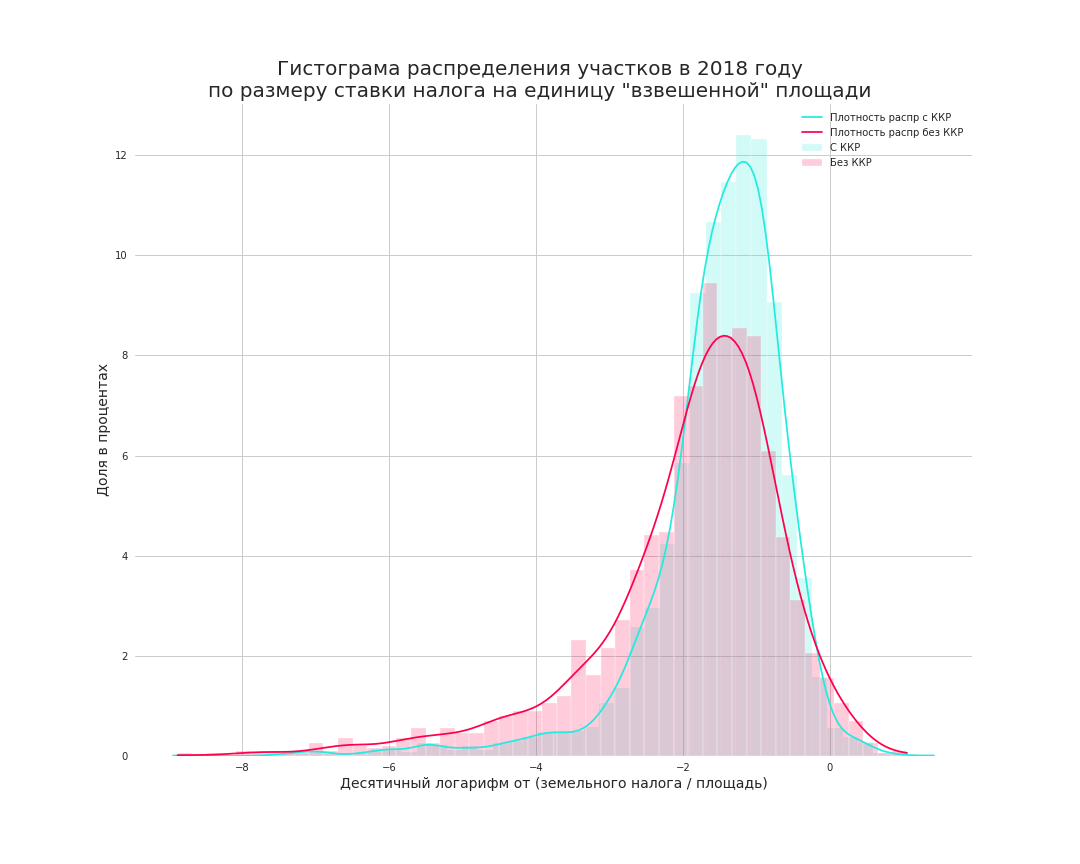 Гистограма распределения участков в 2018 году
по размеру ставки налога на единицу "взвешенной" площади
Плотность распр с ККР
Плотность распр без ККР
С ККР
Без ККР
12
10
8
6
4
2
0
Доля в процентах
−8
−6
−4
−2
0
Десятичный логарифм от (земельного налога / площадь)